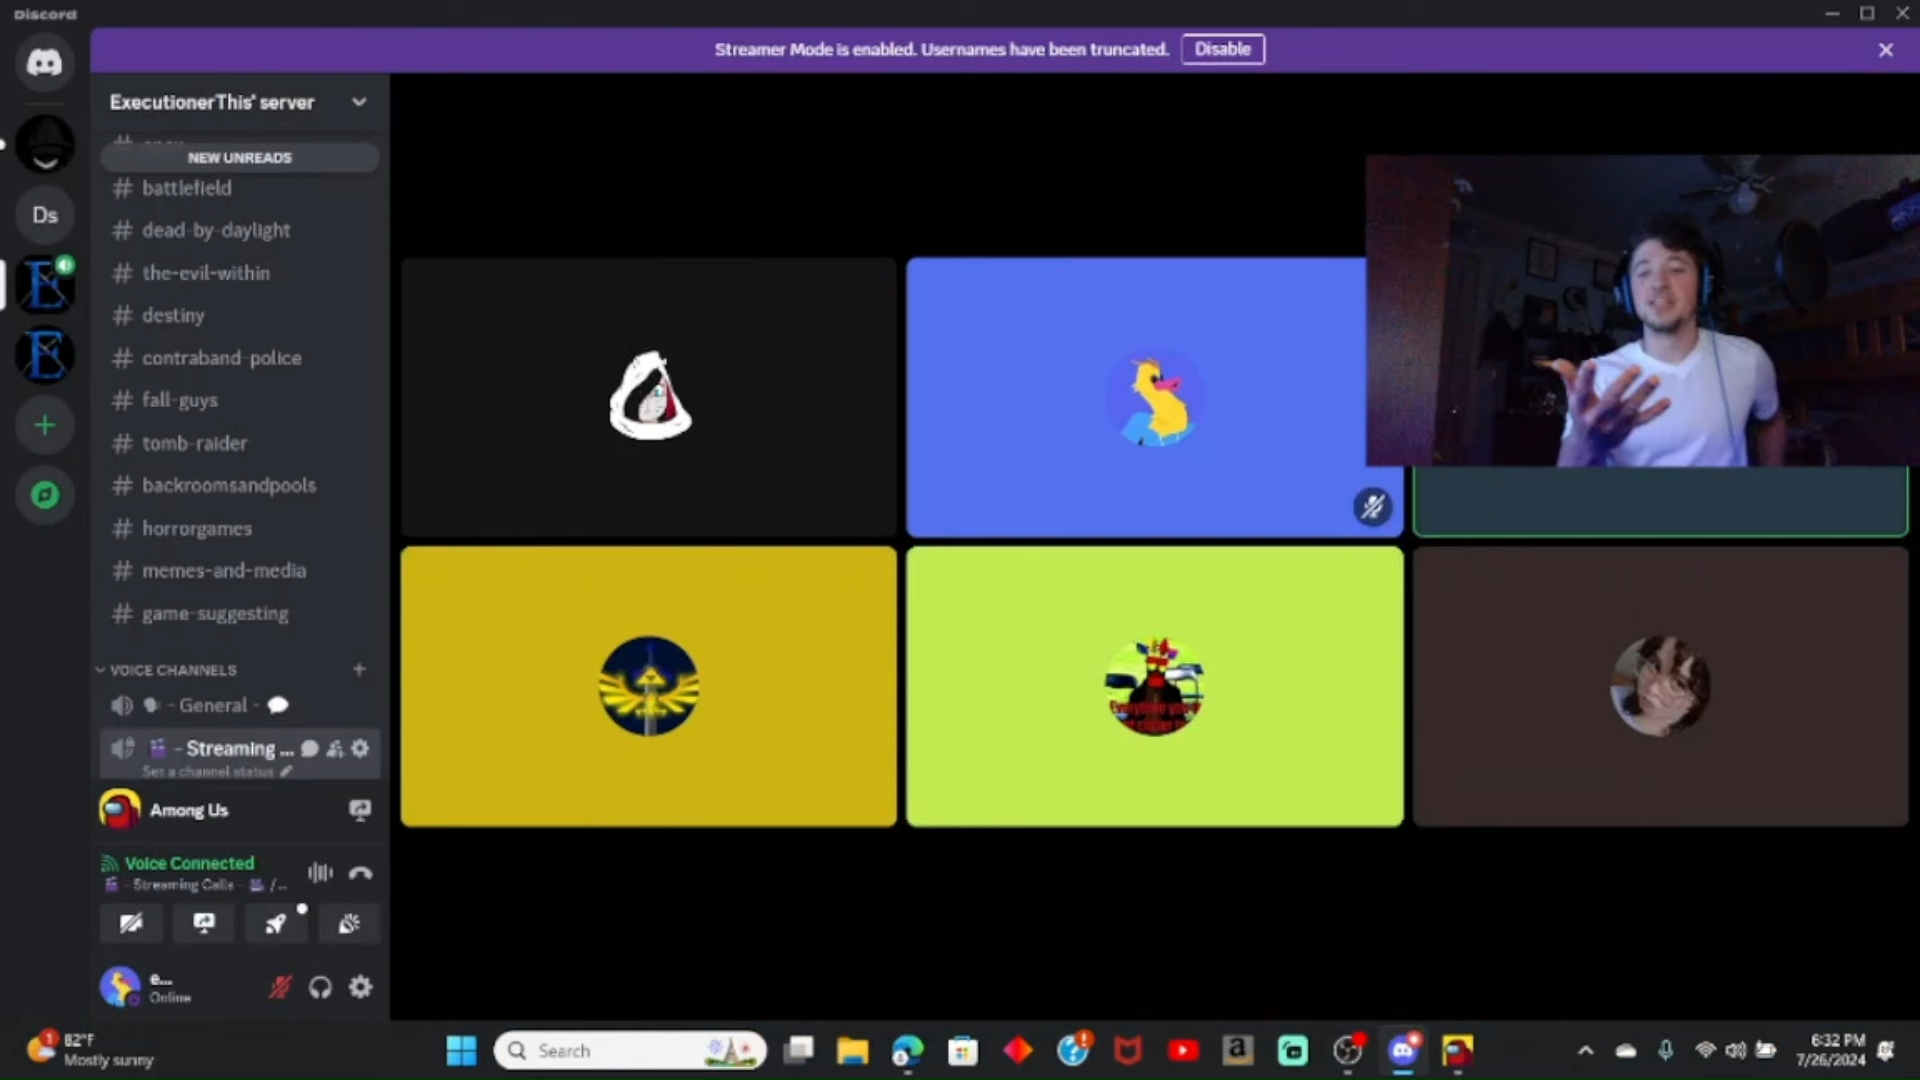 Discord
Streamer Mode is enabled. Usernames have been truncated. Disable
ExecutionerThis' server
NEW UNREADS
# battlefield
# dead-by-daylight
# the-evil-within
# destiny
# contraband-police
# fall-guys
# tomb-raider
# backroomsandpools
# horrorgames
# memes-and-media
# game-suggesting
VOICE CHANNELS
- General -
- Streaming ...
Set a channel status
Among Us
Voice Connected
- Streaming Calls - /...
e...
Online
Ds
1
82°F
Mostly sunny
Search
6:32 PM
7/26/2024